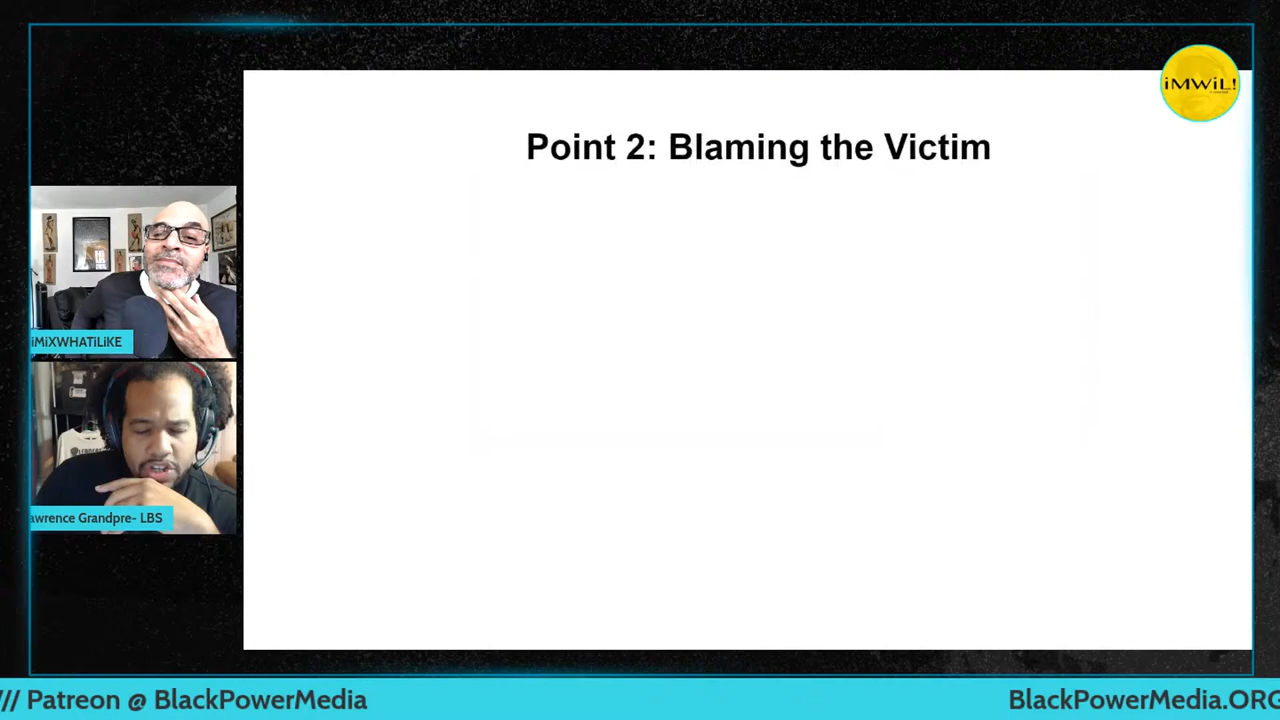 iMWiL!
Point 2: Blaming the Victim
iMiXWHATiLiKE
awrence Grandpre- LBS
/// Patreon @ BlackPowerMedia
BlackPowerMedia.ORG